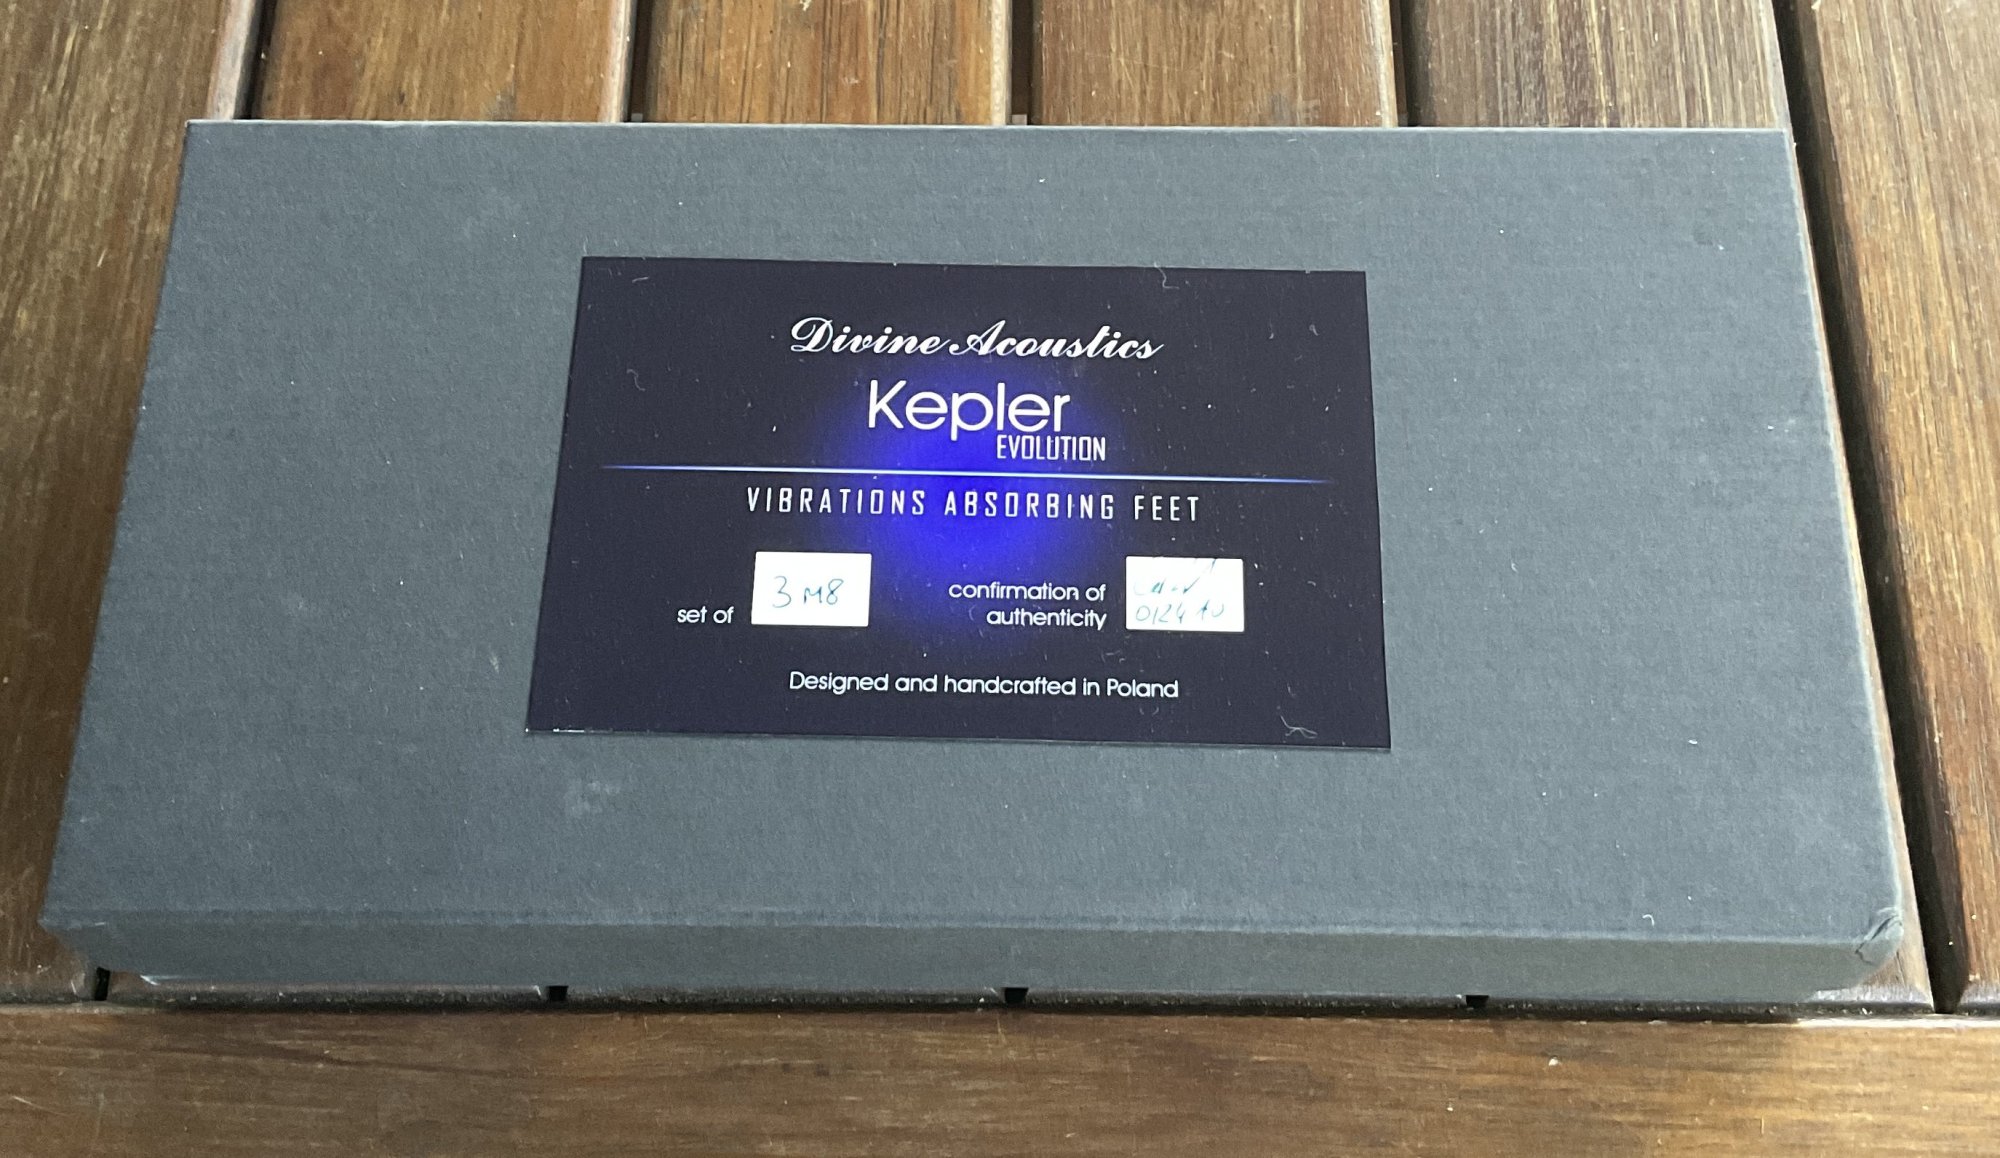 Divine Acoustics
Kepler
EVOLUTION
VIBRATIONS ABSORBING FEET
set of 3 M8
confirmation of
authenticity
0124
Designed and handcrafted in Poland